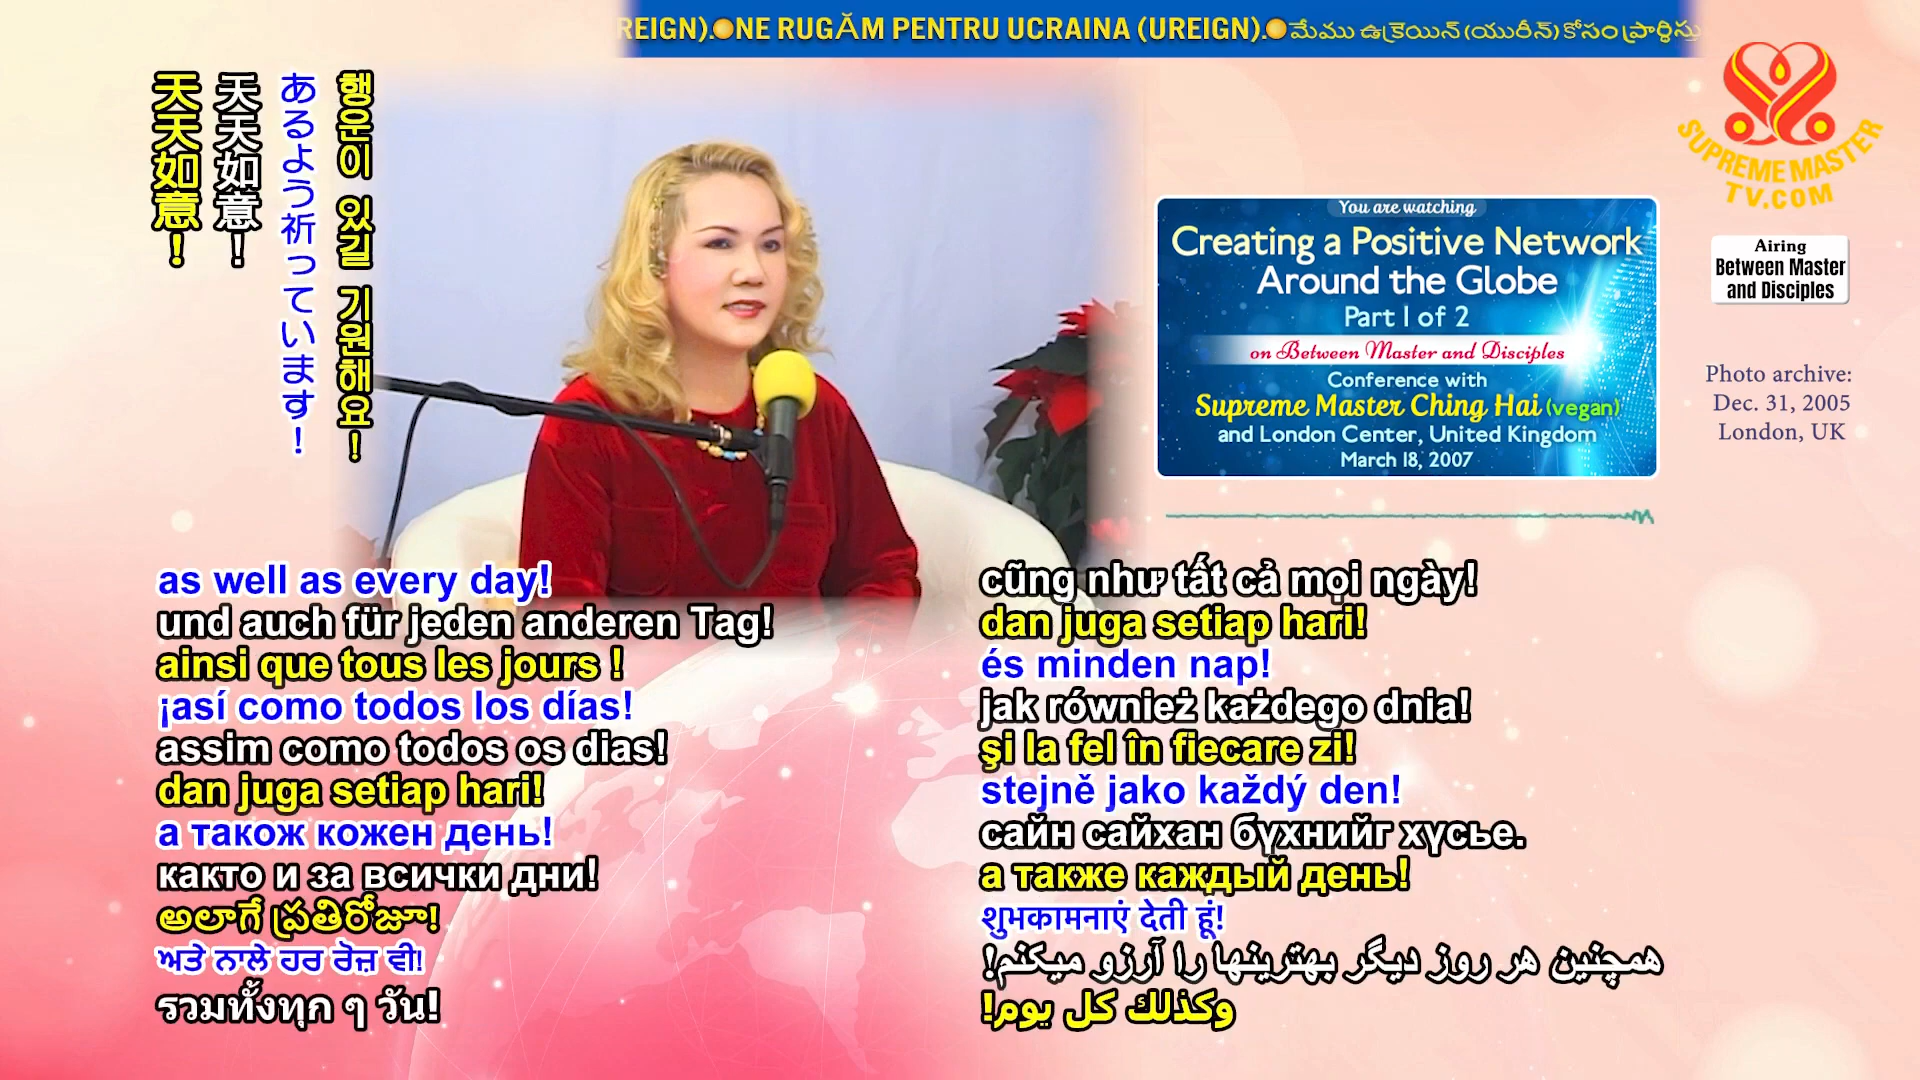 REIGN).NE RUGĂM PENTRU UCRAINA (UREIGN).మేము ఉక్రెయిన్ (యురీన్) కోసం ప్రార్థిస్తు
天天如意！
天天如意！
あるよう祈っています！
행운이 있길 기원해요！
SUPREME MASTER
TV.COM
You are watching
Creating a Positive Network
Around the Globe
Part 1 of 2
on Between Master and Disciples
Conference with
Supreme Master Ching Hai (vegan)
and London Center, United Kingdom
March 18, 2007
Airing
Between Master
and Disciples
Photo archive:
Dec. 31, 2005
London, UK
as well as every day!
und auch für jeden anderen Tag!
ainsi que tous les jours !
¡así como todos los días!
assim como todos os dias!
dan juga setiap hari!
а також кожен день!
както и за всички дни!
అలాగే ప్రతిరోజూ!
ਅਤੇ ਨਾਲੇ ਹਰ ਰੋਜ਼ ਵੀ!
รวมทั้งทุก ๆ วัน!
cũng như tất cả mọi ngày!
dan juga setiap hari!
és minden nap!
jak również każdego dnia!
şi la fel în fiecare zi!
stejně jako každý den!
сайн сайхан бүхнийг хүсье.
а также каждый день!
शुभकामनाएं देती हूं!
همچنین هر روز دیگر بهترینها را آرزو میکنم!
وكذلك كل يوم!